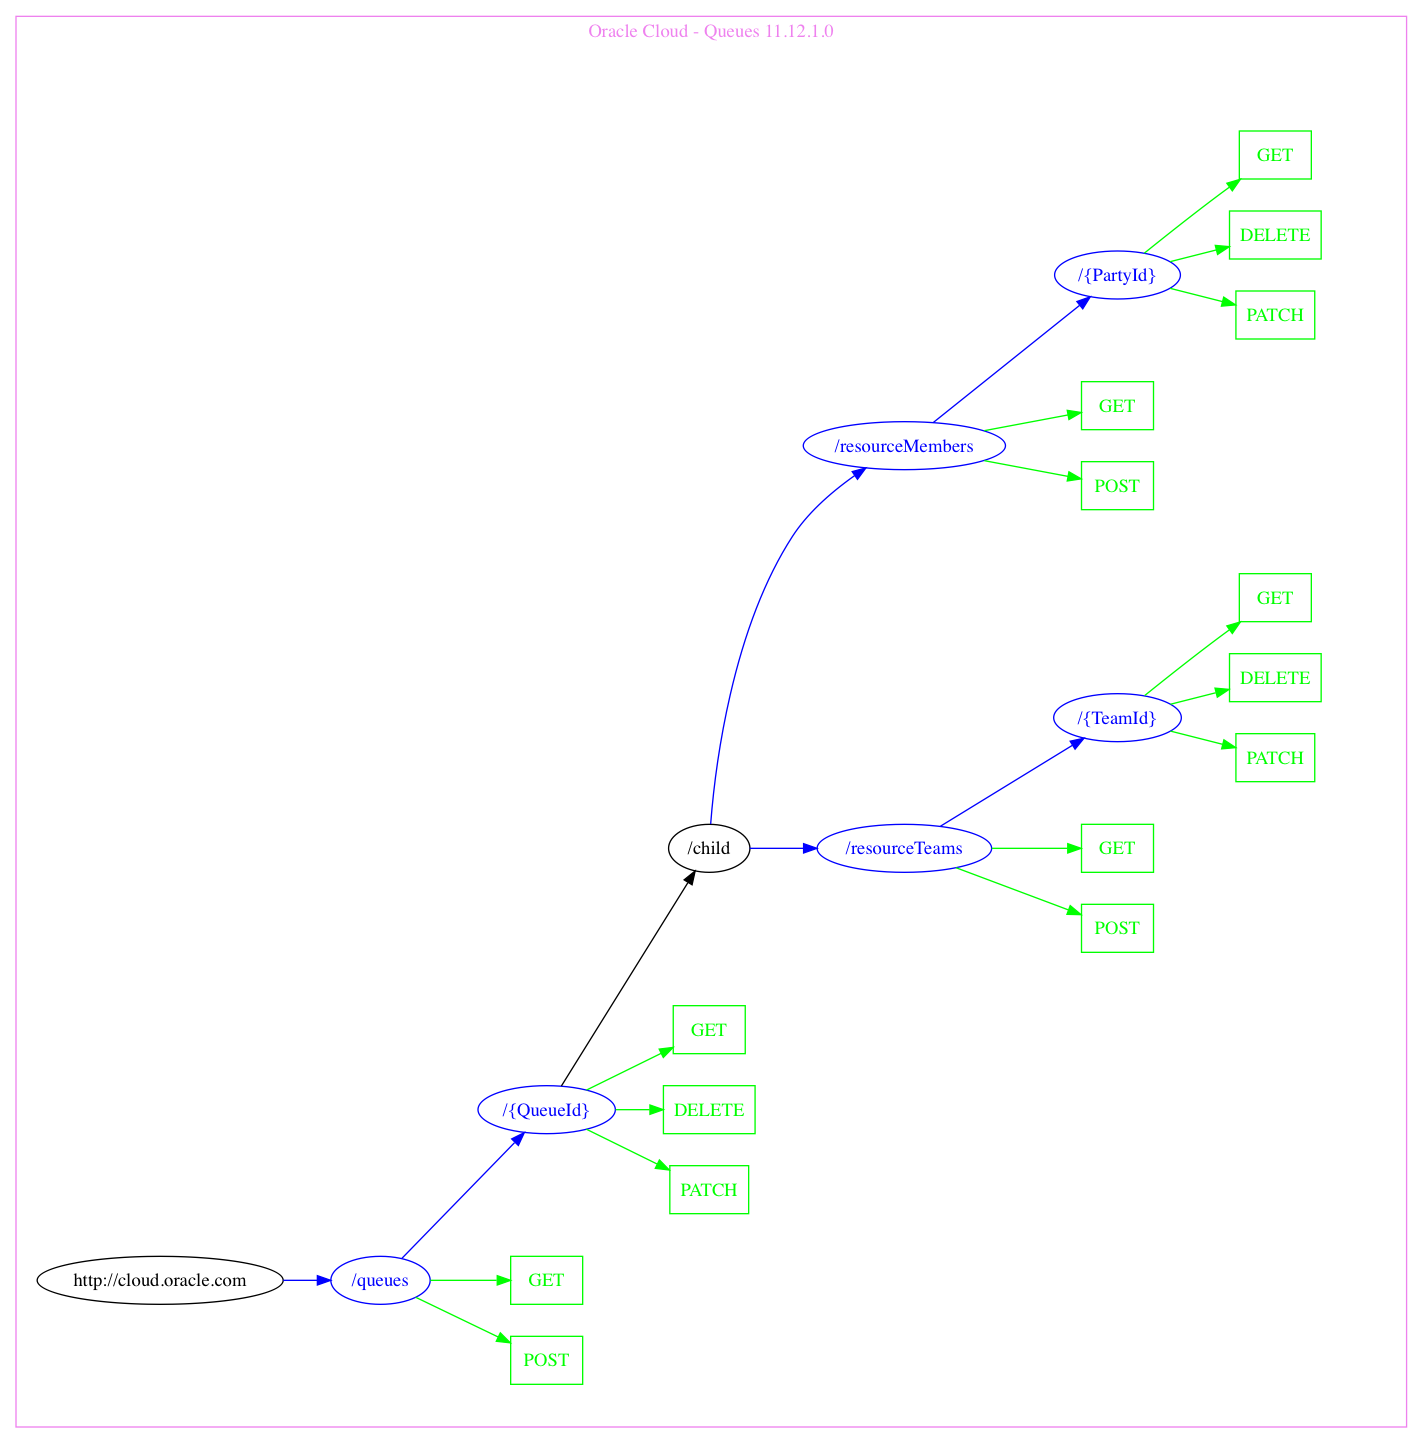 Oracle Cloud - Queues 11.12.1.0
GET
DELETE
/{PartyId}
PATCH
GET
/resourceMembers
POST
GET
DELETE
/{TeamId}
PATCH
/child
/resourceTeams
GET
POST
GET
/{QueueId}
DELETE
PATCH
http://cloud.oracle.com
/queues
GET
POST